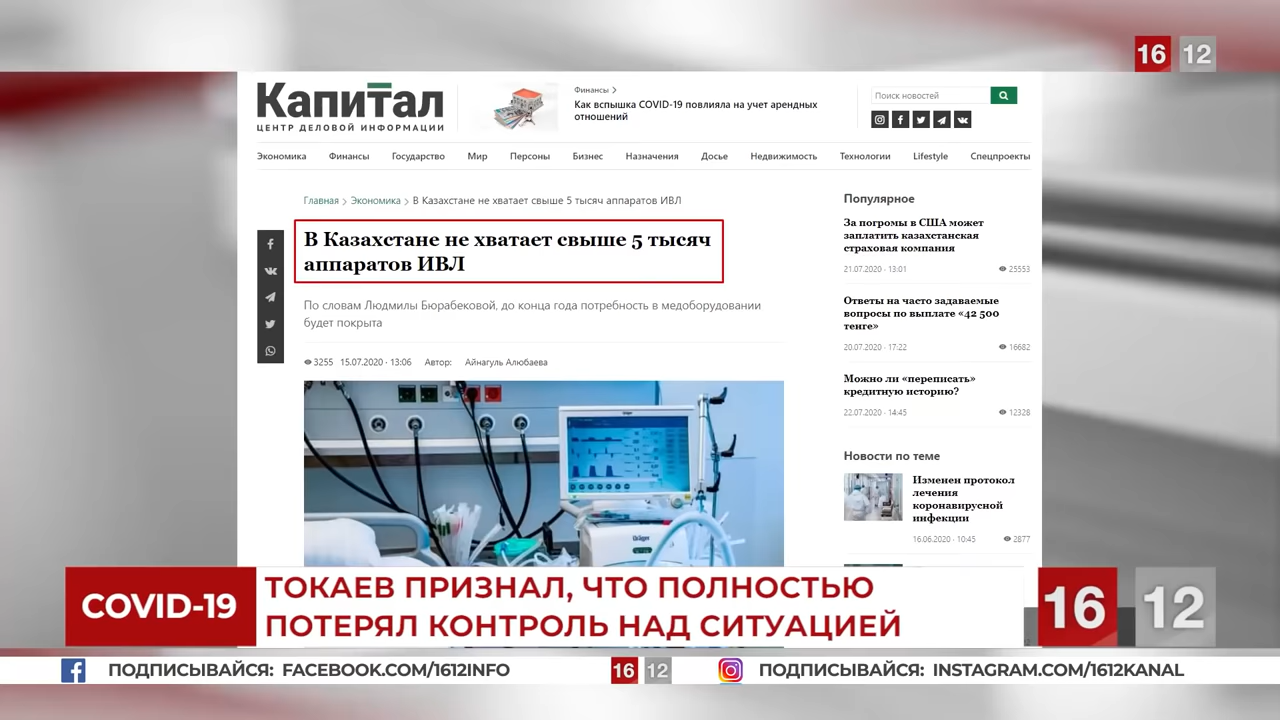 16 12
Капитал
ЦЕНТР ДЕЛОВОЙ ИНФОРМАЦИИ
Финансы
Как вспышка COVID-19 повлияла на учет арендных
отношений
Поиск новостей
Экономика Финансы Государство Мир Персоны Бизнес Назначения Досье Недвижимость Технологии Lifestyle Спецпроекты
Главная > Экономика > В Казахстане не хватает свыше 5 тысяч аппаратов ИВЛ
В Казахстане не хватает свыше 5 тысяч
аппаратов ИВЛ
По словам Людмилы Бюрабековой, до конца года потребность в медоборудовании
будет покрыта
3255 15.07.2020 · 13:06 Автор: Айнагуль Алюбаева
Популярное
За погромы в США может
заплатить казахстанская
страховая компания
21.07.2020 · 13:01 25553
Ответы на часто задаваемые
вопросы по выплате «42 500
тенге»
20.07.2020 · 17:22 16682
Можно ли «переписать»
кредитную историю?
22.07.2020 · 14:45 12328
Новости по теме
Изменен протокол
лечения
коронавирусной
инфекции
16.06.2020 · 10:45 2877
Dräger
COVID-19
ТОКАЕВ ПРИЗНАЛ, ЧТО ПОЛНОСТЬЮ
ПОТЕРЯЛ КОНТРОЛЬ НАД СИТУАЦИЕЙ
16 12
ПОДПИСЫВАЙСЯ: FACEBOOK.COM/1612INFO 16 12 ПОДПИСЫВАЙСЯ: INSTAGRAM.COM/1612KANAL